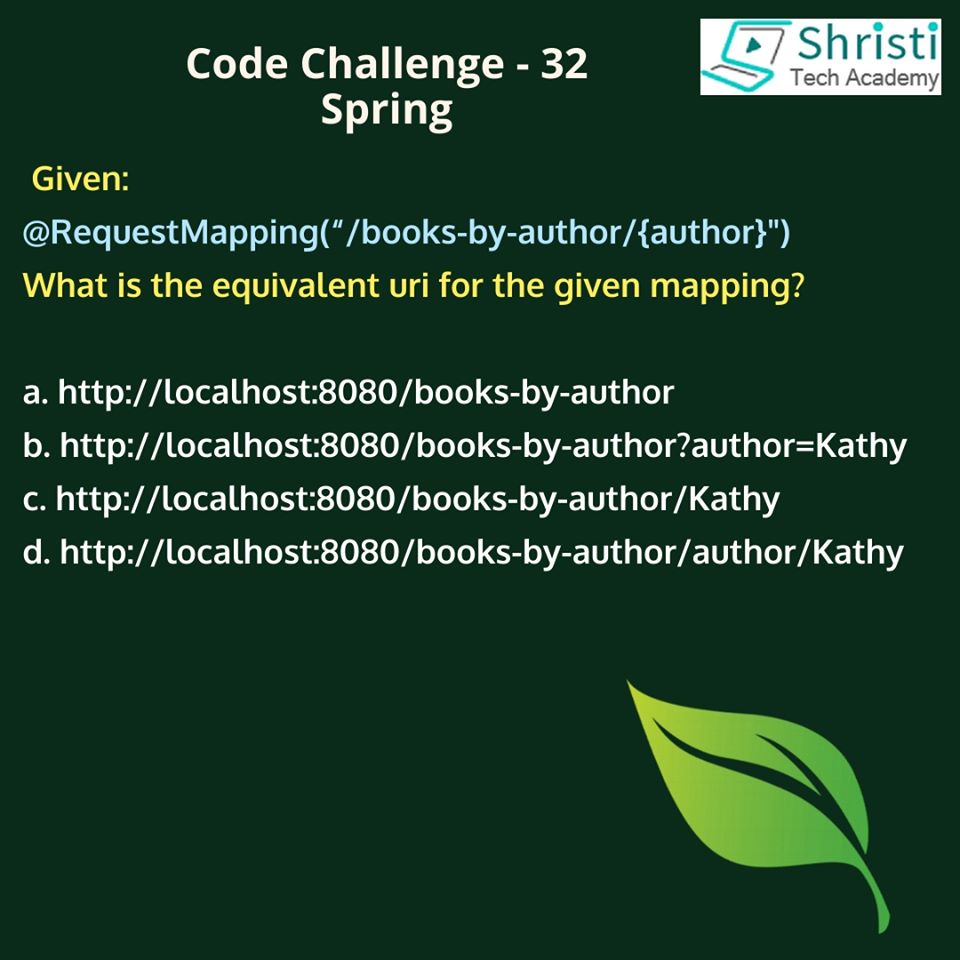 Shristi
Tech Academy
Code Challenge - 32
Spring
Given:
@RequestMapping(“/books-by-author/{author}")
What is the equivalent uri for the given mapping?
a. http://localhost:8080/books-by-author
b. http://localhost:8080/books-by-author?author=Kathy
c. http://localhost:8080/books-by-author/Kathy
d. http://localhost:8080/books-by-author/author/Kathy